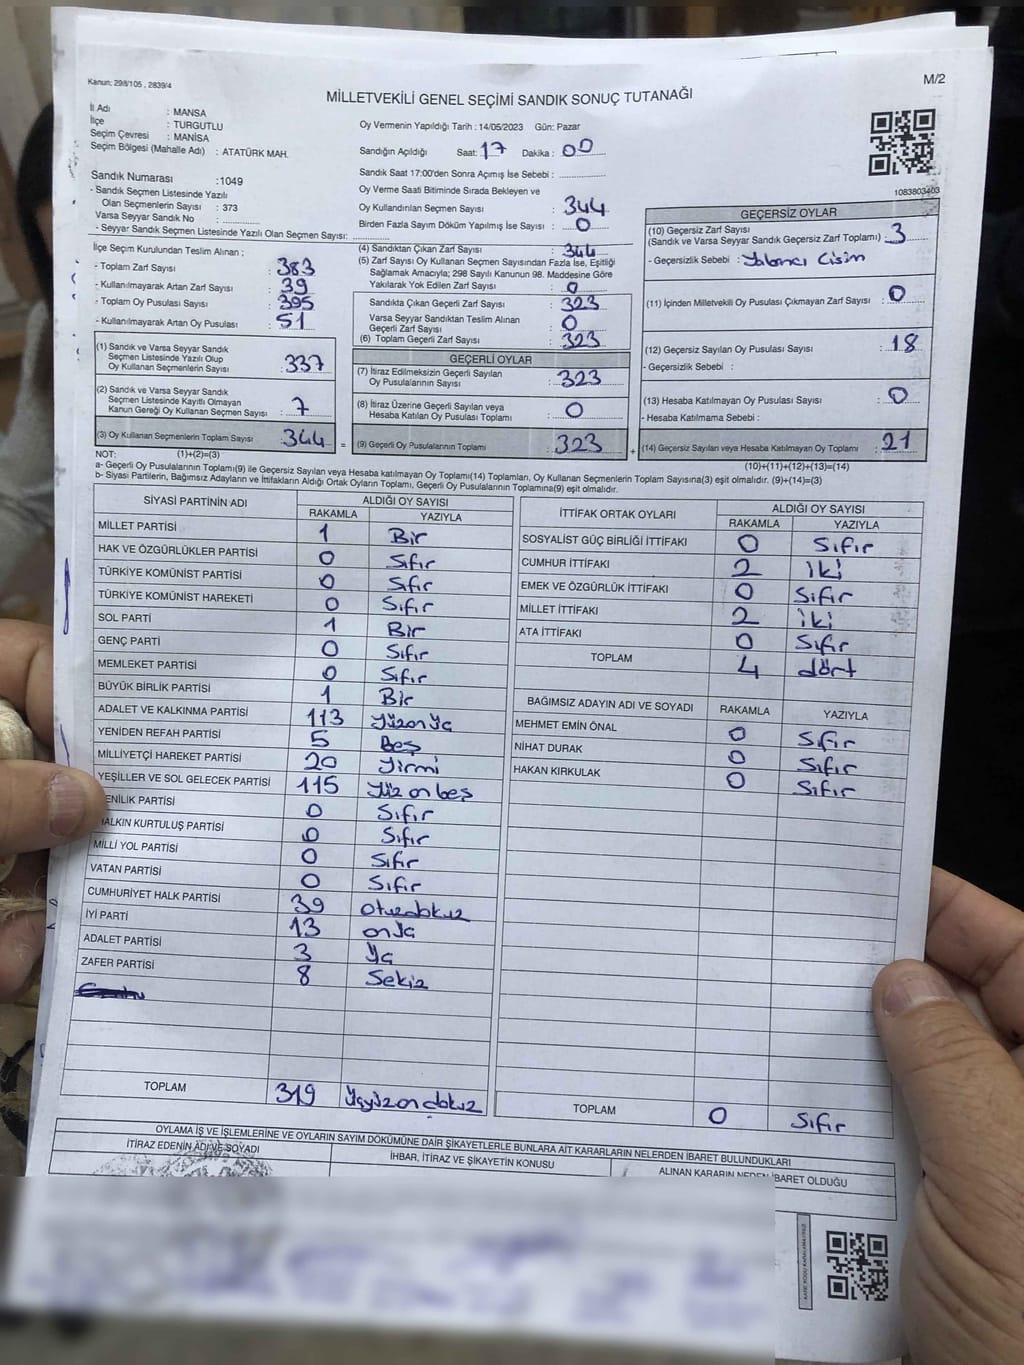 Kanun; 298/105 , 2839/4
M/2
MİLLETVEKİLİ GENEL SEÇİMİ SANDIK SONUÇ TUTANAĞI
İl Adı : MANSA
İlçe : TURGUTLU
Seçim Çevresi : MANİSA
Seçim Bölgesi (Mahalle Adı) : ATATÜRK MAH.
Sandık Numarası :1049
- Sandık Seçmen Listesinde Yazılı
Olan Seçmenlerin Sayısı : 373
Varsa Seyyar Sandık No :
- Seyyar Sandık Seçmen Listesinde Yazılı Olan Seçmen Sayısı:
Oy Vermenin Yapıldığı Tarih : 14/05/2023 Gün: Pazar
Sandığın Açıldığı Saat: 17 Dakika : 00
Sandık Saat 17:00'den Sonra Açımış İse Sebebi :
Oy Verme Saati Bitiminde Sırada Bekleyen ve
Oy Kullandırılan Seçmen Sayısı : 344
Birden Fazla Sayım Döküm Yapılmış İse Sayısı : 0
1083803403
İlçe Seçim Kurulundan Teslim Alınan ;
- Toplam Zarf Sayısı : 383
- Kullanılmayarak Artan Zarf Sayısı : 39
- Toplam Oy Pusulası Sayısı : 395
- Kullanılmayarak Artan Oy Pusulası : 51
(1) Sandık ve Varsa Seyyar Sandık
Seçmen Listesinde Yazılı Olup
Oy Kullanan Seçmenlerin Sayısı : 337
(2) Sandık ve Varsa Seyyar Sandık
Seçmen Listesinde Kayıtlı Olmayan
Kanun Gereği Oy Kullanan Seçmen Sayısı : 7
(3) Oy Kullanan Seçmenlerin Toplam Sayısı : 344 =
(4) Sandıktan Çıkan Zarf Sayısı : 344
(5) Zarf Sayısı Oy Kullanan Seçmen Sayısından Fazla İse, Eşitliği
Sağlamak Amacıyla; 298 Sayılı Kanunun 98. Maddesine Göre
Yakılarak Yok Edilen Zarf Sayısı : 0
Sandıkta Çıkan Geçerli Zarf Sayısı : 323
Varsa Seyyar Sandıktan Teslim Alınan
Geçerli Zarf Sayısı : 0
(6) Toplam Geçerli Zarf Sayısı : 323
GEÇERLİ OYLAR
(7) İtiraz Edilmeksizin Geçerli Sayılan
Oy Pusulalarının Sayısı : 323
(8) İtiraz Üzerine Geçerli Sayılan veya
Hesaba Katılan Oy Pusulası Toplamı : 0
(9) Geçerli Oy Pusulalarının Toplamı : 323 +
GEÇERSİZ OYLAR
(10) Geçersiz Zarf Sayısı
(Sandık ve Varsa Seyyar Sandık Geçersiz Zarf Toplamı) : 3
- Geçersizlik Sebebi : Yabancı Cisim
(11) İçinden Milletvekili Oy Pusulası Çıkmayan Zarf Sayısı : 0
(12) Geçersiz Sayılan Oy Pusulası Sayısı : 18
- Geçersizlik Sebebi :
(13) Hesaba Katılmayan Oy Pusulası Sayısı : 0
- Hesaba Katılmama Sebebi :
(14) Geçersiz Sayılan veya Hesaba Katılmayan Oy Toplamı : 21
NOT: (1)+(2)=(3)
(10)+(11)+(12)+(13)=(14)
a- Geçerli Oy Pusulalarının Toplamı(9) ile Geçersiz Sayılan veya Hesaba katılmayan Oy Toplamı(14) Toplamları, Oy Kullanan Seçmenlerin Toplam Sayısına(3) eşit olmalıdır. (9)+(14)=(3)
b- Siyasi Partilerin, Bağımsız Adayların ve İttifakların Aldığı Ortak Oyların Toplamı, Geçerli Oy Pusulalarının Toplamına(9) eşit olmalıdır.
SİYASİ PARTİNİN ADI ALDIĞI OY SAYISI
RAKAMLA YAZIYLA
MİLLET PARTİSİ 1 Bir
HAK VE ÖZGÜRLÜKLER PARTİSİ 0 Sıfır
TÜRKİYE KOMÜNİST PARTİSİ 0 Sıfır
TÜRKİYE KOMÜNİST HAREKETİ 0 Sıfır
SOL PARTİ 1 Bir
GENÇ PARTİ 0 Sıfır
MEMLEKET PARTİSİ 0 Sıfır
BÜYÜK BİRLİK PARTİSİ 1 Bir
ADALET VE KALKINMA PARTİSİ 113 Yüzonüç
YENİDEN REFAH PARTİSİ 5 Beş
MİLLİYETÇİ HAREKET PARTİSİ 20 Yirmi
YEŞİLLER VE SOL GELECEK PARTİSİ 115 Yüz on beş
ENİLİK PARTİSİ 0 Sıfır
HALKIN KURTULUŞ PARTİSİ 0 Sıfır
MİLLİ YOL PARTİSİ 0 Sıfır
VATAN PARTİSİ 0 Sıfır
CUMHURİYET HALK PARTİSİ 39 otuzdokuz
İYİ PARTİ 13 onüç
ADALET PARTİSİ 3 Üç
ZAFER PARTİSİ 8 Sekiz
TOPLAM 319 Üçyüzondokuz
İTTİFAK ORTAK OYLARI ALDIĞI OY SAYISI
RAKAMLA YAZIYLA
SOSYALİST GÜÇ BİRLİĞİ İTTİFAKI 0 Sıfır
CUMHUR İTTİFAKI 2 iki
EMEK VE ÖZGÜRLÜK İTTİFAKI 0 Sıfır
MİLLET İTTİFAKI 2 iki
ATA İTTİFAKI 0 Sıfır
TOPLAM 4 dört
BAĞIMSIZ ADAYIN ADI VE SOYADI RAKAMLA YAZIYLA
MEHMET EMİN ÖNAL 0 Sıfır
NİHAT DURAK 0 Sıfır
HAKAN KIRKULAK 0 Sıfır
TOPLAM 0 Sıfır
OYLAMA İŞ VE İŞLEMLERİNE VE OYLARIN SAYIM DÖKÜMÜNE DAİR ŞİKAYETLERLE BUNLARA AİT KARARLARIN NELERDEN İBARET BULUNDUKLARI
İTİRAZ EDENİN ADI VE SOYADI İHBAR, İTİRAZ VE ŞİKAYETİN KONUSU ALINAN KARARIN NEDEN İBARET OLDUĞU